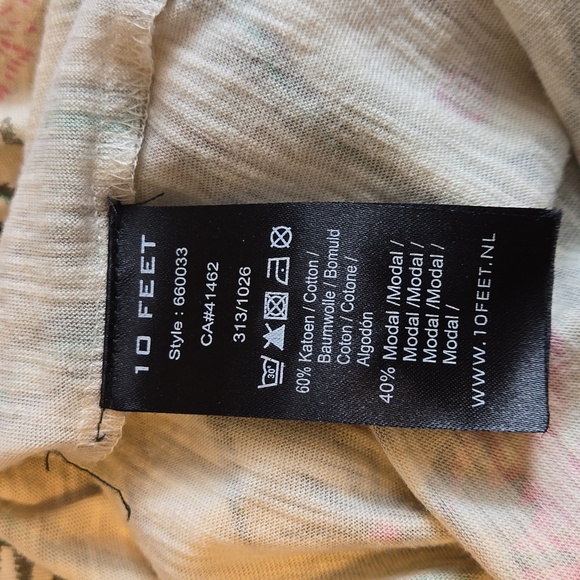 10 FEET
Style : 660033
CA#41462
313/1026
30°
60% Katoen / Cotton /
Baumwolle / Bomuld
Coton / Cotone /
Algodón
40% Modal /Modal /
Modal /Modal /
Modal /Modal /
Modal /
WWW.10FEET.NL